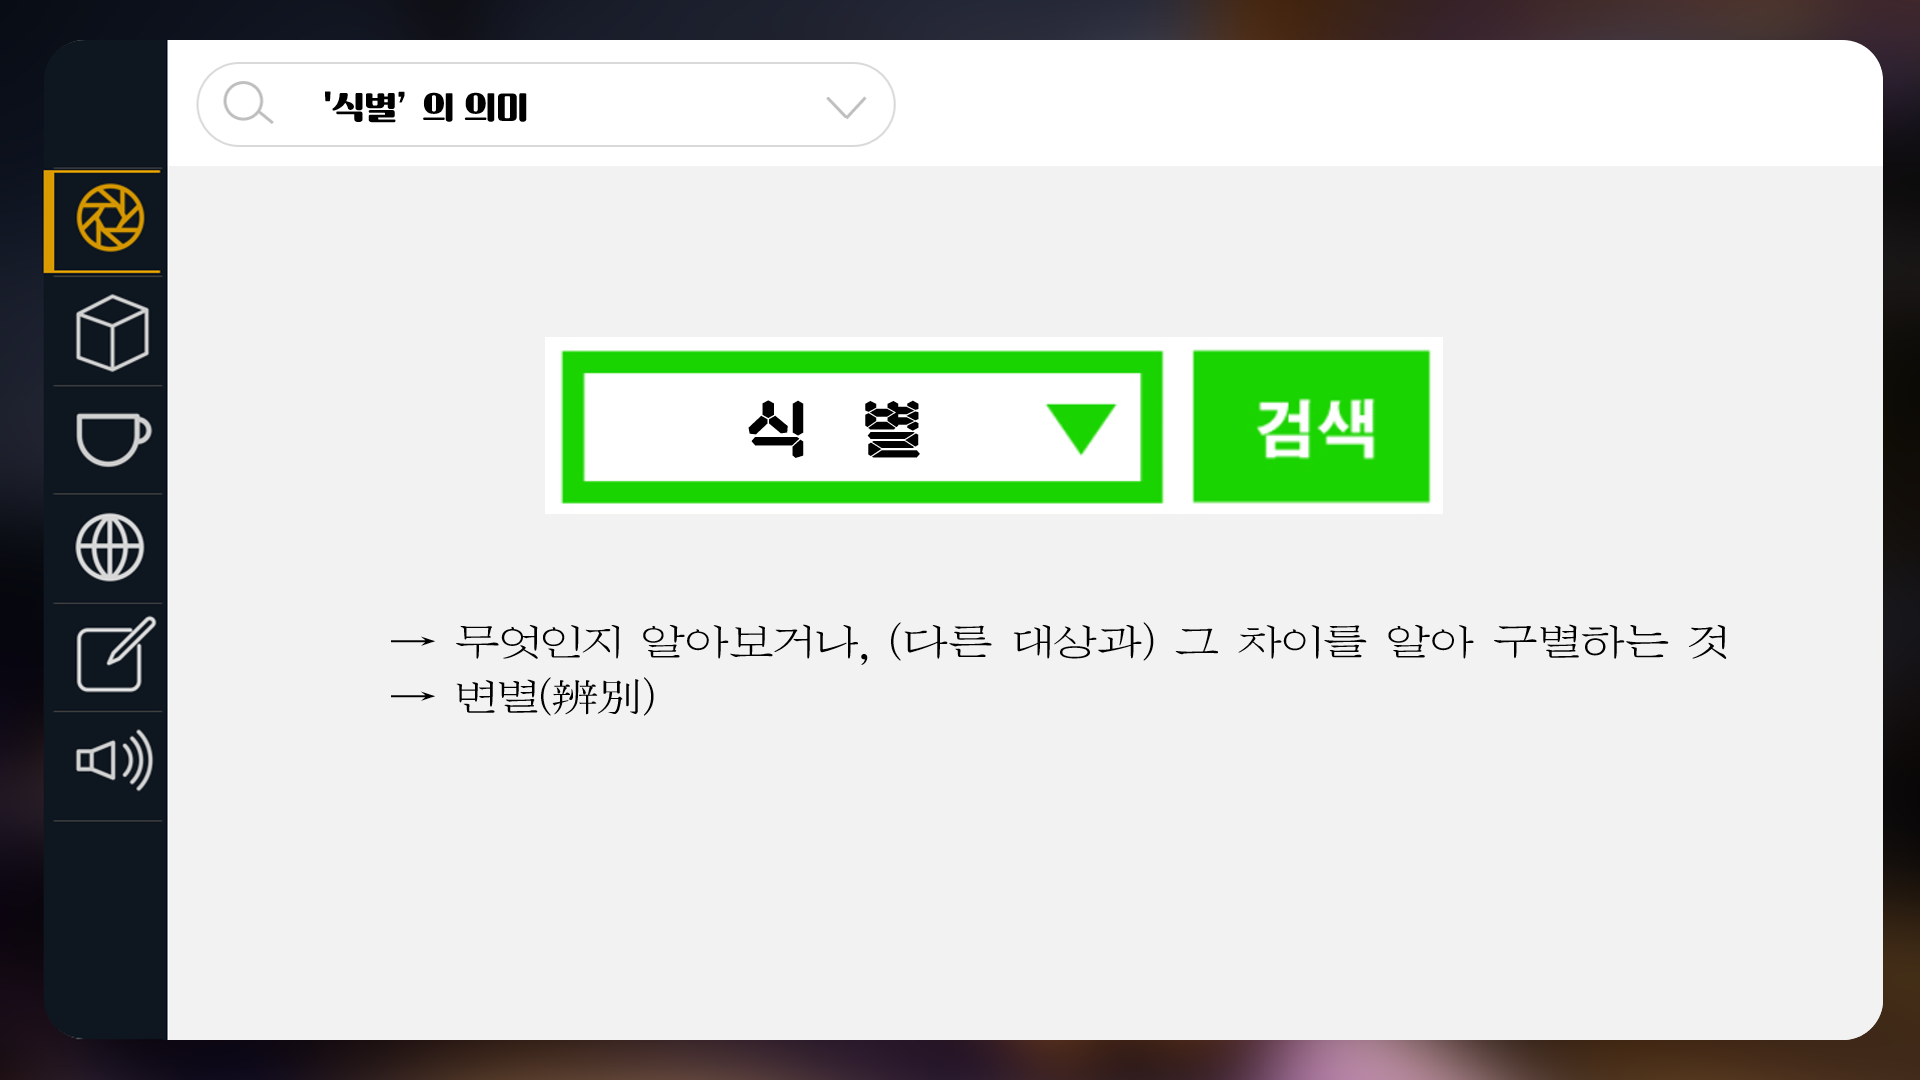 '식별’ 의 의미
식 별 검색
→ 무엇인지 알아보거나, (다른 대상과) 그 차이를 알아 구별하는 것
→ 변별(辨別)